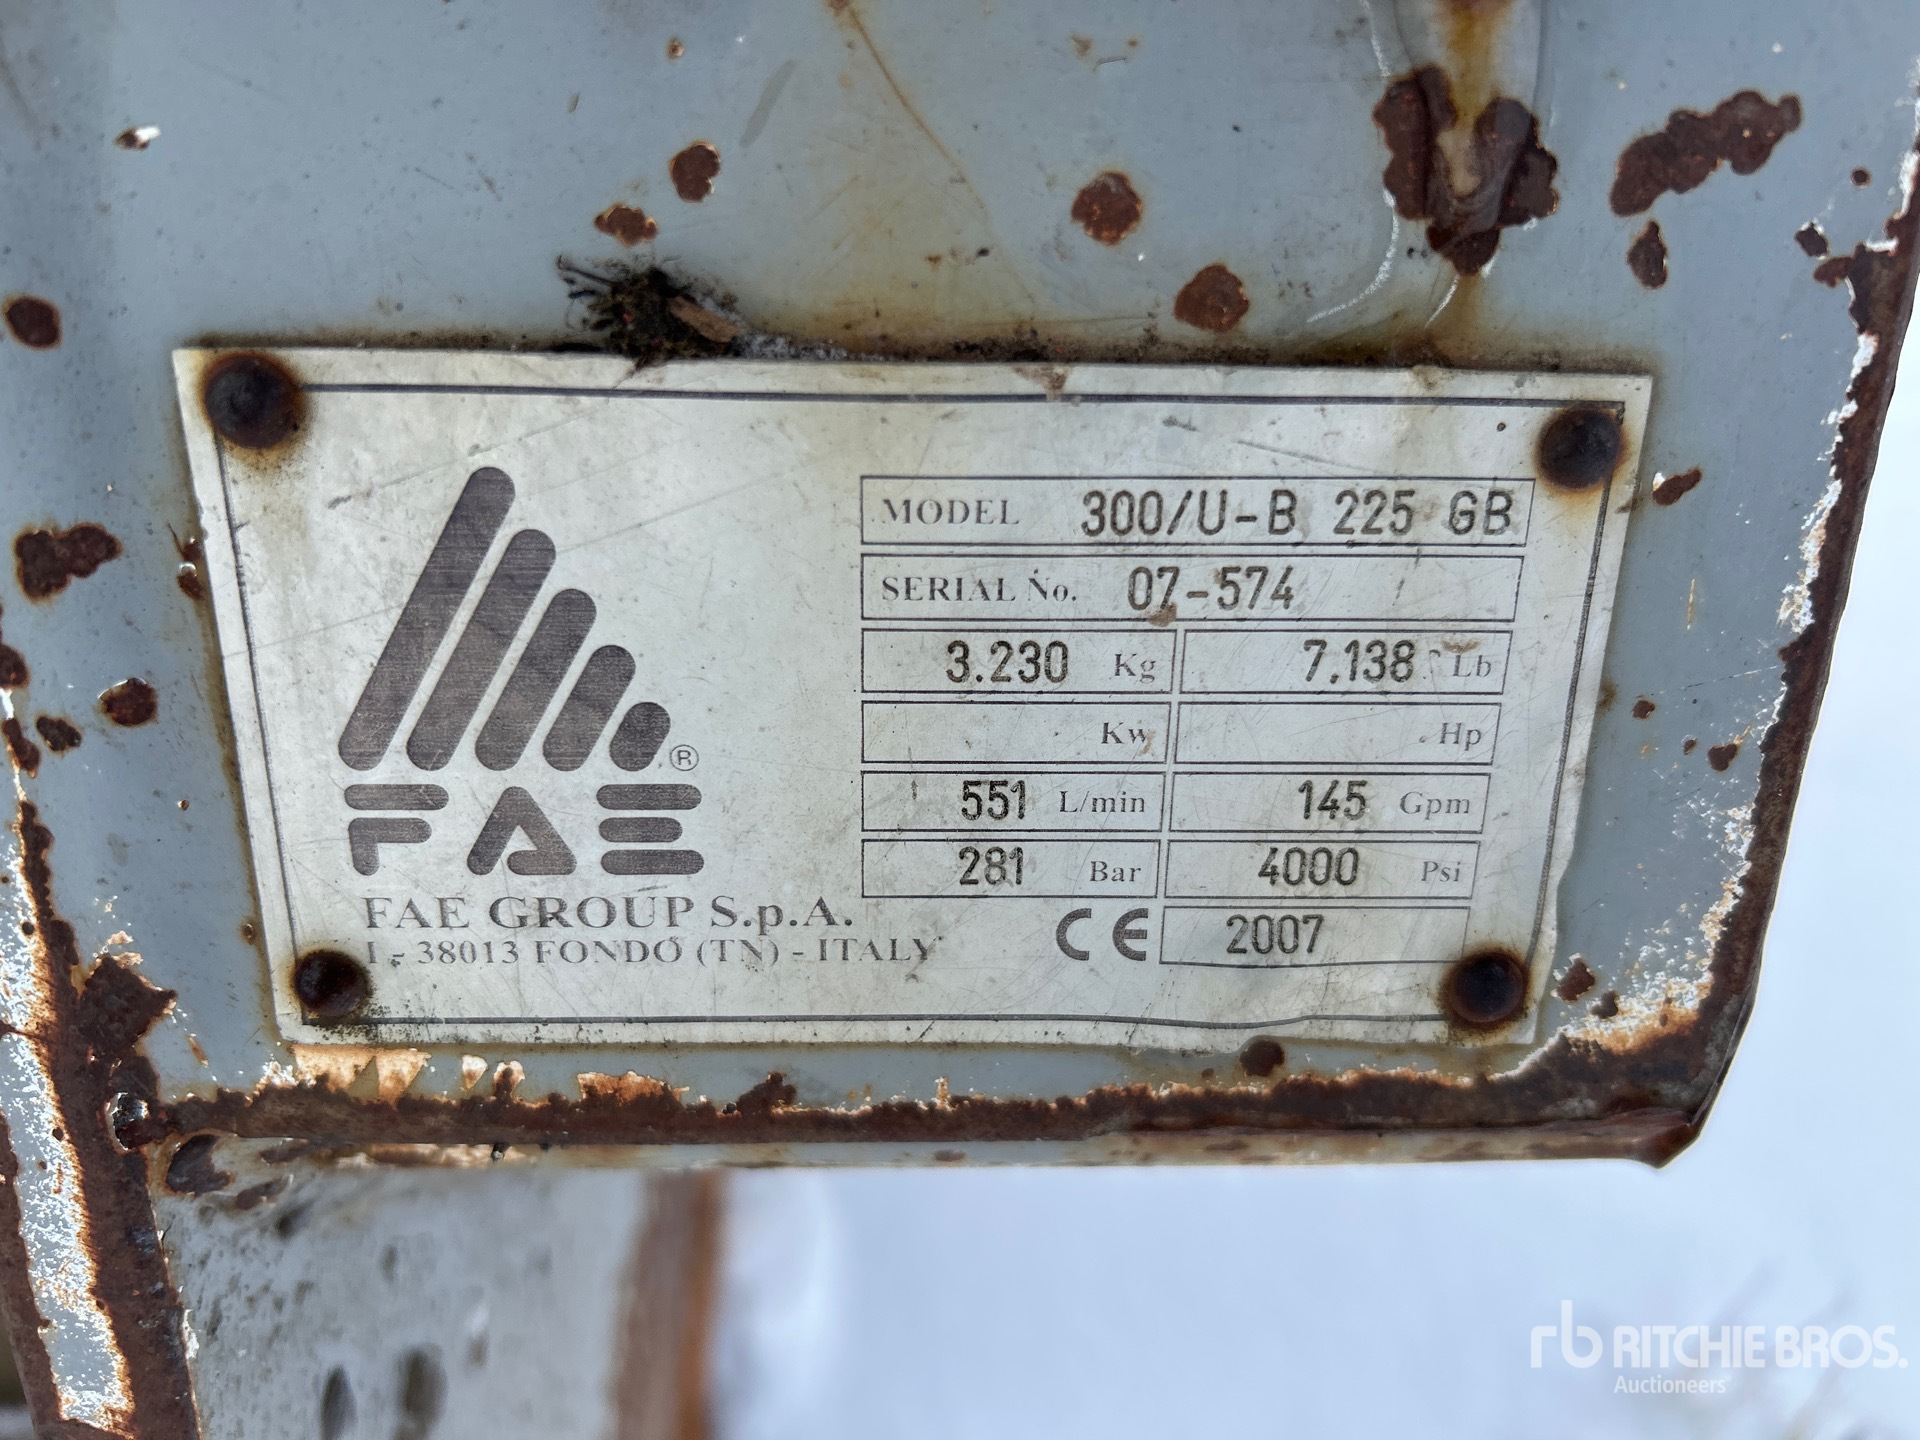 MODEL 300/U-B 225 GB
SERIAL No. 07-574
3.230 Kg 7.138 Lb
Kw Hp
551 L/min 145 Gpm
281 Bar 4000 Psi
CE 2007
®
FAE
FAE GROUP S.p.A.
I - 38013 FONDO (TN) - ITALY
rb RITCHIE BROS.
Auctioneers